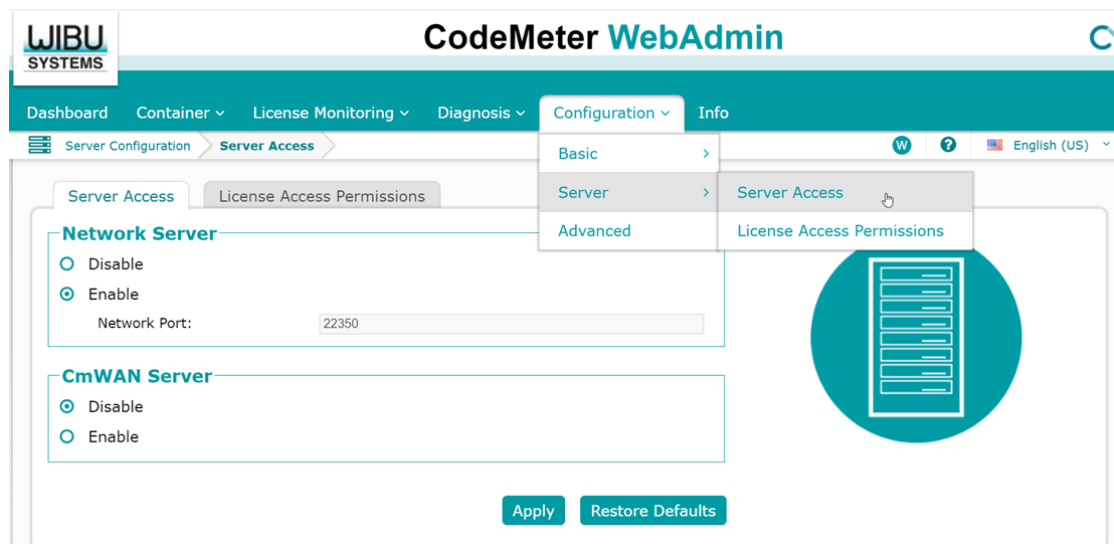 WIBU
SYSTEMS
CodeMeter WebAdmin
Dashboard Container License Monitoring Diagnosis Configuration Info
Server Configuration Server Access W ? English (US)
Basic
Server Server Access
Advanced License Access Permissions
Server Access License Access Permissions
Network Server
Disable
Enable
Network Port: 22350
CmWAN Server
Disable
Enable
Apply Restore Defaults